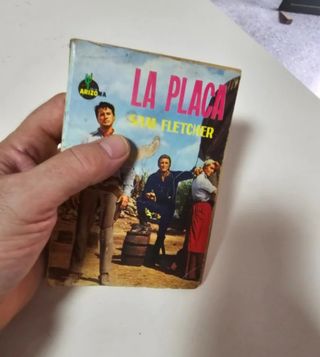 LA PLACA
SAM FLETCHER
ARIZONA